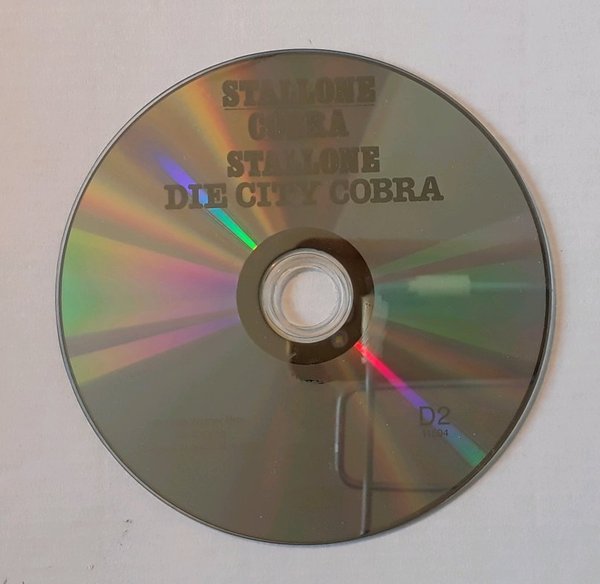 STALLONE
COBRA
STALLONE
DIE CITY COBRA
D2